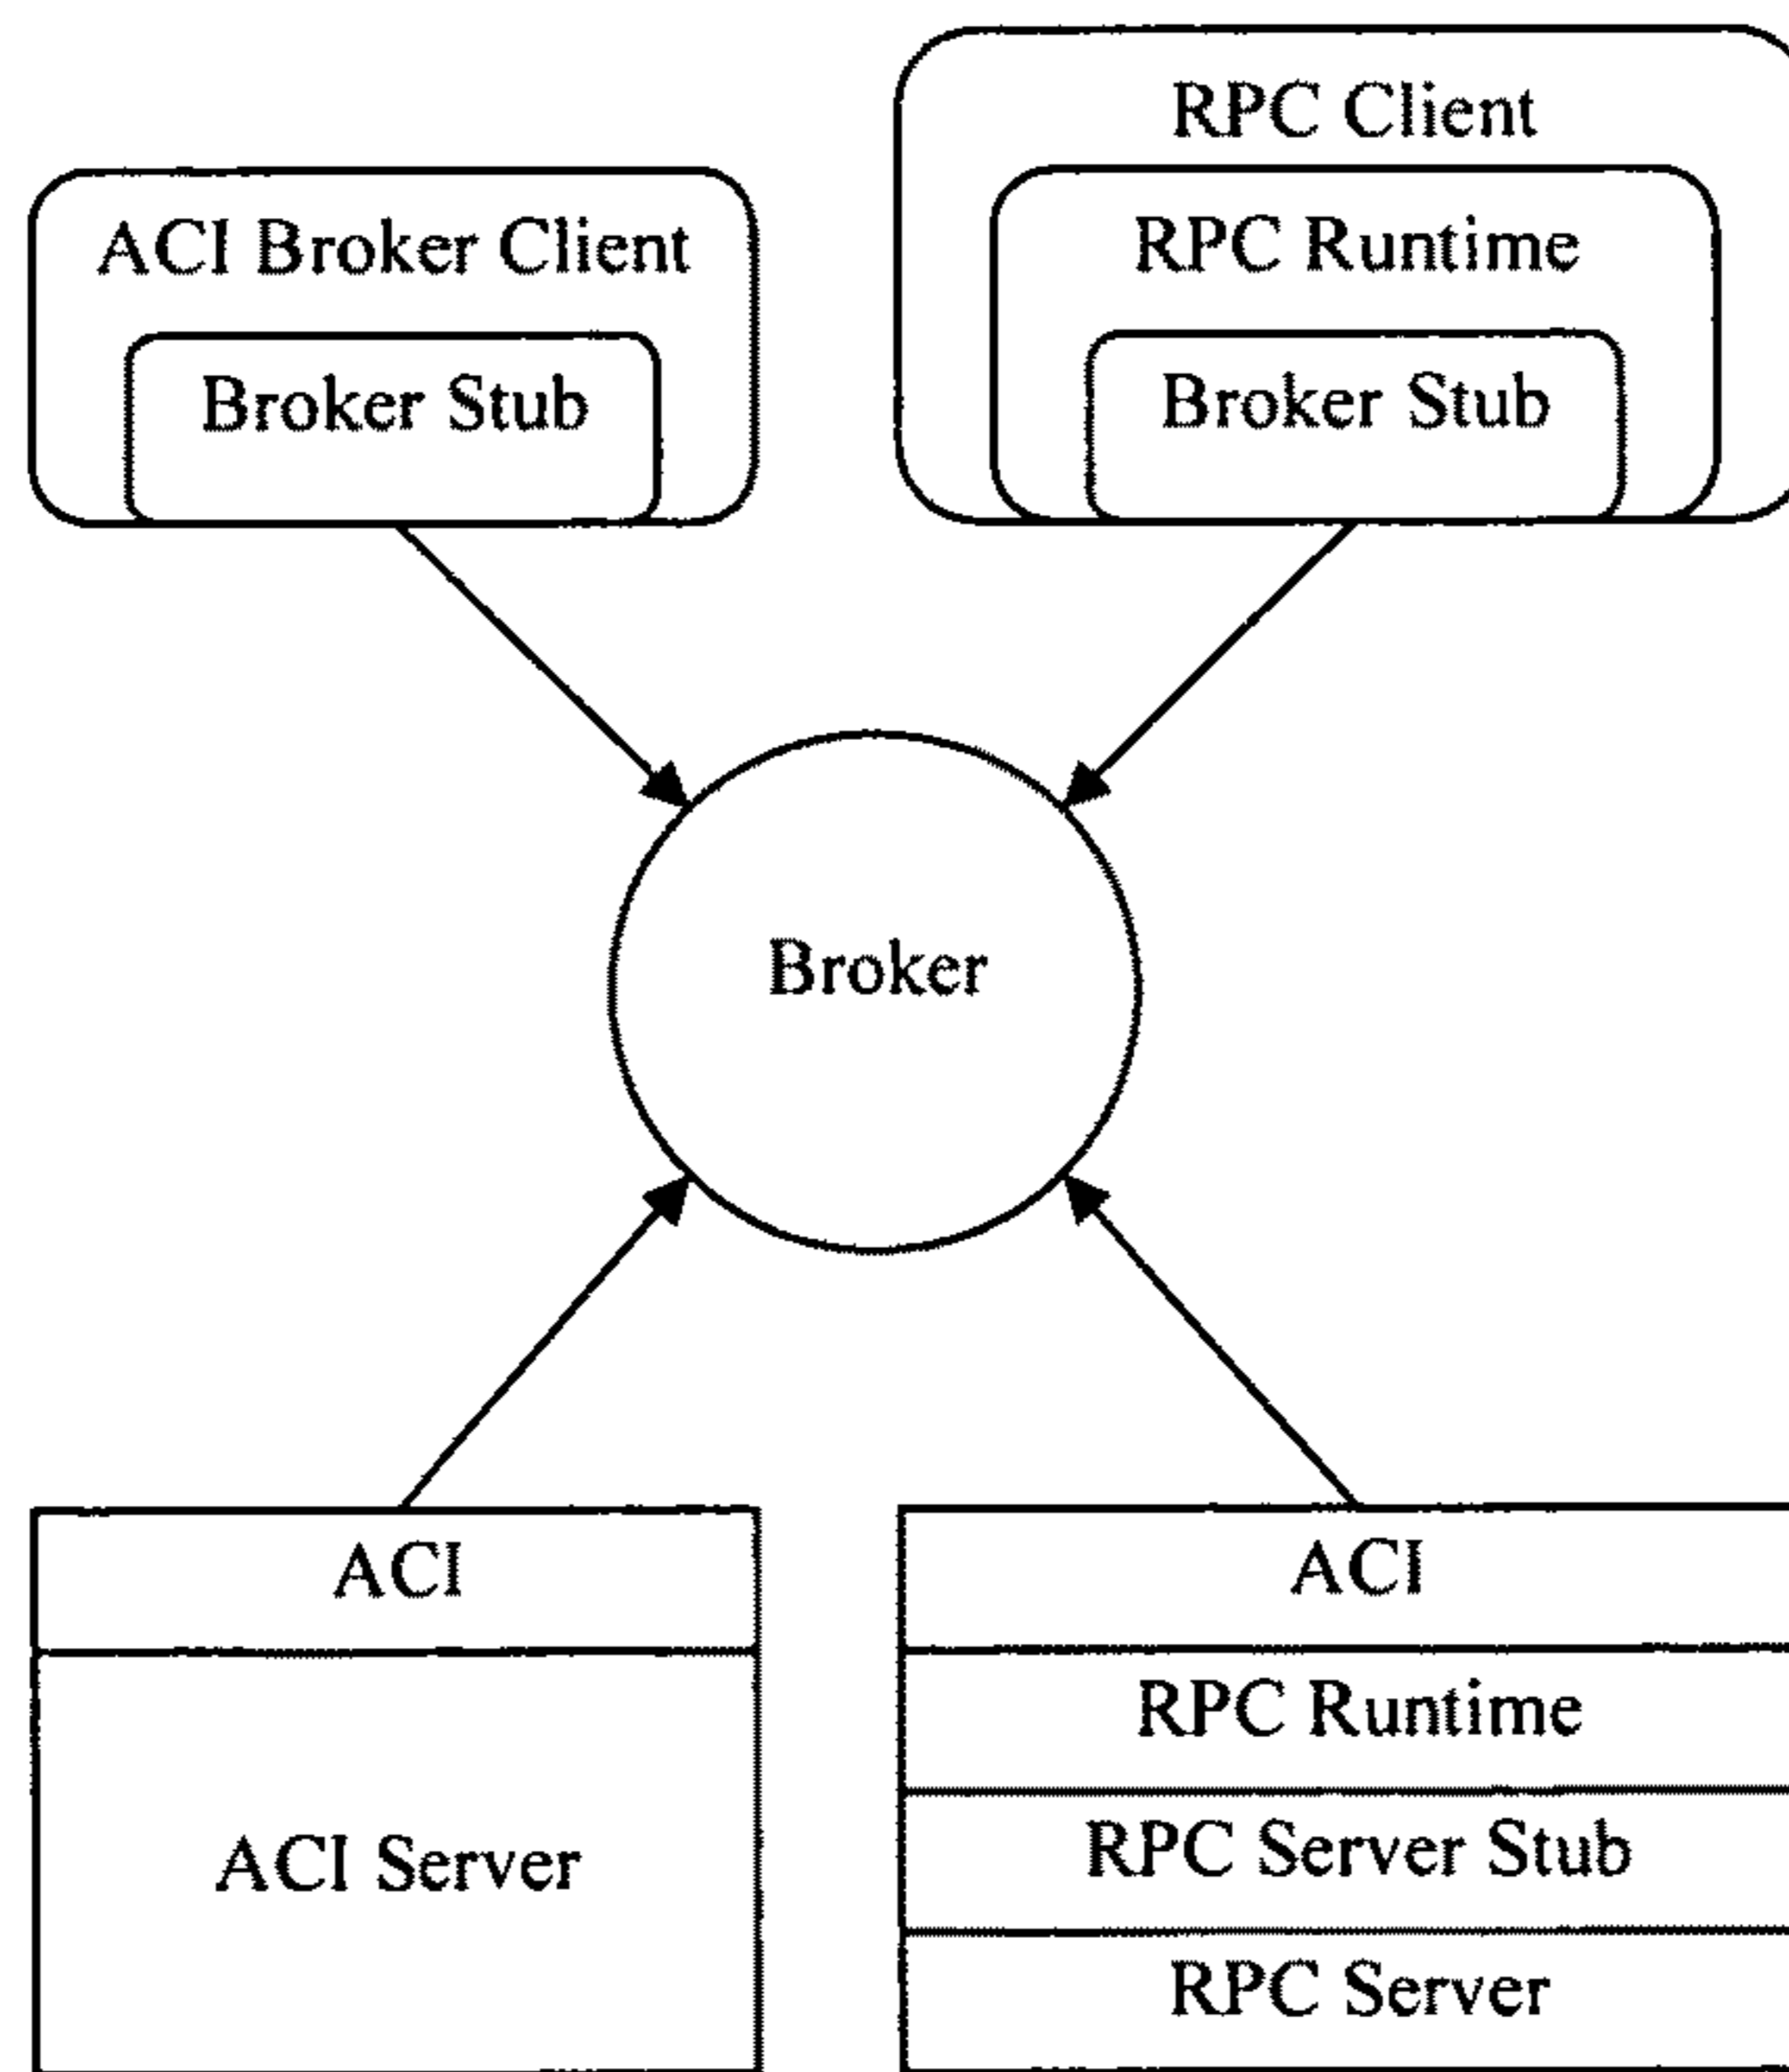 RPC Client
ACI Broker Client
RPC Runtime
Broker Stub
Broker Stub
Broker
ACI
ACI
RPC Runtime
ACI Server
RPC Server Stub
RPC Server